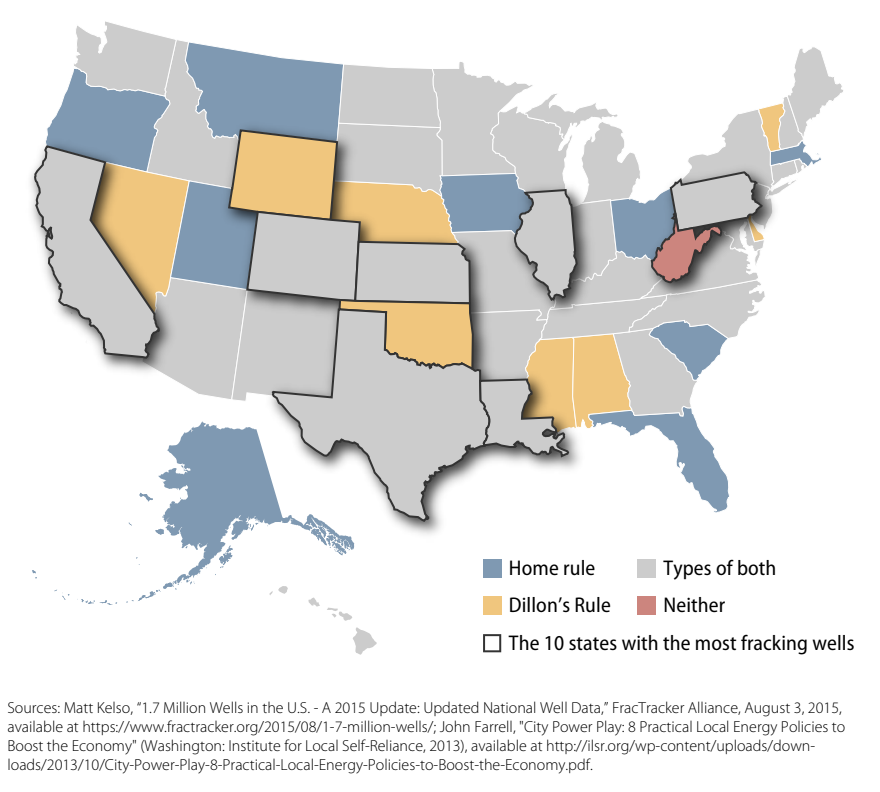 Home rule
Types of both
Dillon's Rule
Neither
The 10 states with the most fracking wells
Sources: Matt Kelso, “1.7 Million Wells in the U.S. - A 2015 Update: Updated National Well Data,” FracTracker Alliance, August 3, 2015,
available at https://www.fractracker.org/2015/08/1-7-million-wells/; John Farrell, "City Power Play: 8 Practical Local Energy Policies to
Boost the Economy" (Washington: Institute for Local Self-Reliance, 2013), available at http://ilsr.org/wp-content/uploads/down-
loads/2013/10/City-Power-Play-8-Practical-Local-Energy-Policies-to-Boost-the-Economy.pdf.